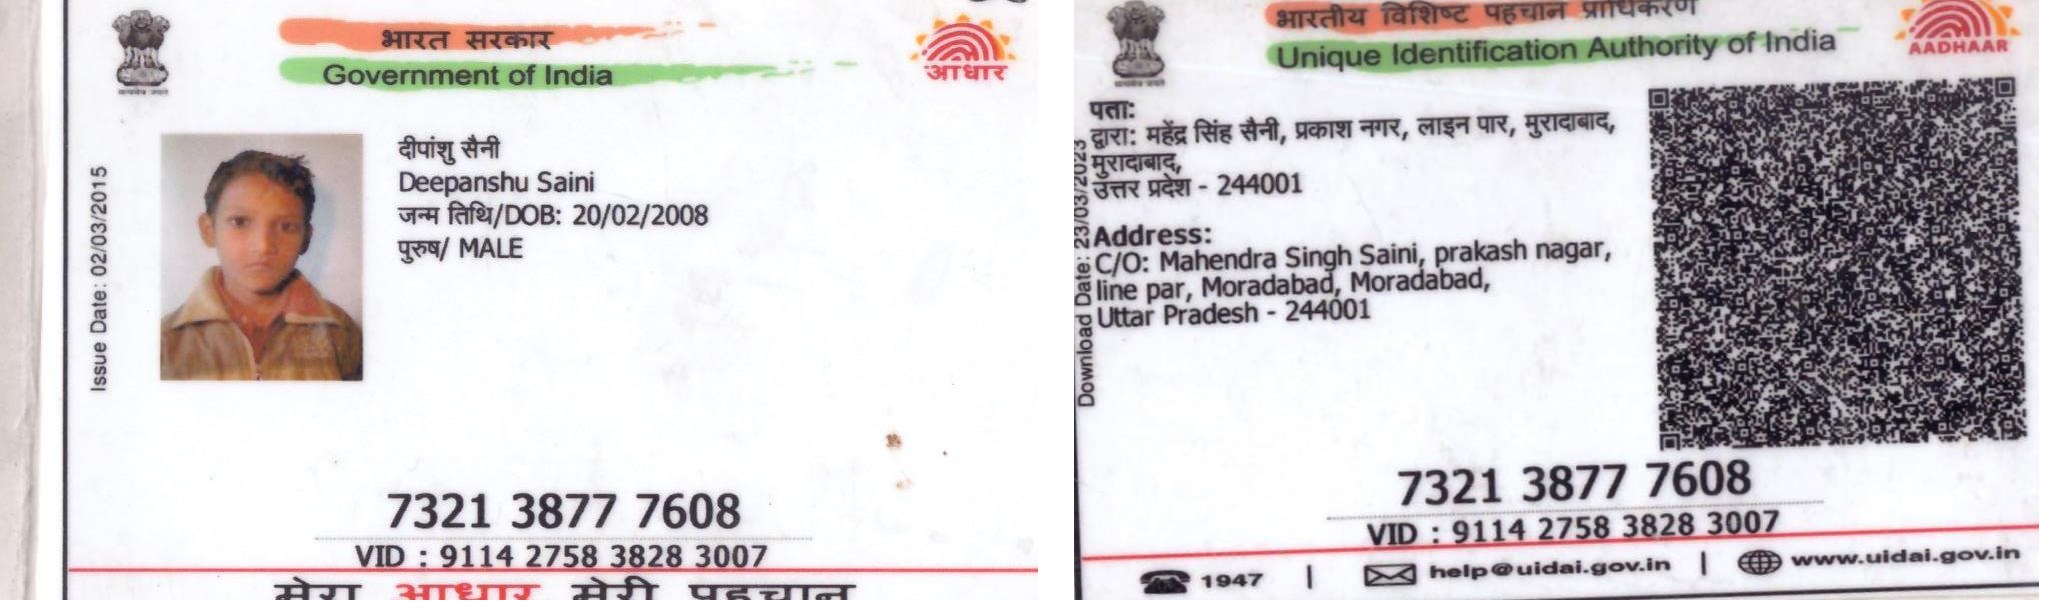 भारत सरकार
Government of India
आधार
Issue Date: 02/03/2015
दीपांशु सैनी
Deepanshu Saini
जन्म तिथि/DOB: 20/02/2008
पुरुष/ MALE
7321 3877 7608
VID : 9114 2758 3828 3007
मेरा आधार मेरी पहचान
भारतीय विशिष्ट पहचान प्राधिकरण
Unique Identification Authority of India
AADHAAR
Download Date: 23/03/2023
पता:
द्वारा: महेंद्र सिंह सैनी, प्रकाश नगर, लाइन पार, मुरादाबाद,
मुरादाबाद,
उत्तर प्रदेश - 244001
Address:
C/O: Mahendra Singh Saini, prakash nagar,
line par, Moradabad, Moradabad,
Uttar Pradesh - 244001
7321 3877 7608
VID : 9114 2758 3828 3007
1947 | help@uidai.gov.in | www.uidai.gov.in